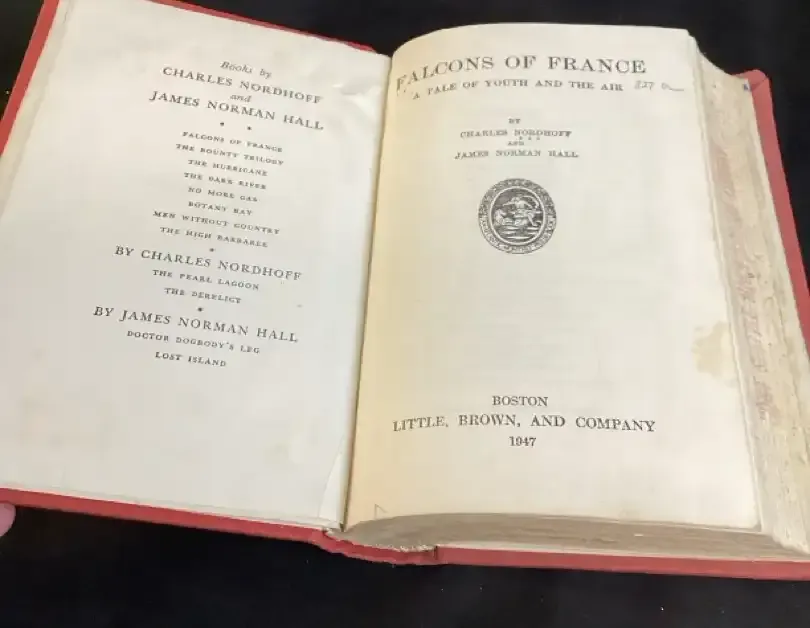 Books by
CHARLES NORDHOFF
and
JAMES NORMAN HALL
* *
FALCONS OF FRANCE
THE BOUNTY TRILOGY
THE HURRICANE
THE DARK RIVER
NO MORE GAS
BOTANY BAY
MEN WITHOUT COUNTRY
THE HIGH BARBAREE
*
BY CHARLES NORDHOFF
THE PEARL LAGOON
THE DERELICT
*
BY JAMES NORMAN HALL
DOCTOR DOGBODY'S LEG
LOST ISLAND
FALCONS OF FRANCE
A TALE OF YOUTH AND THE AIR
BY
CHARLES NORDHOFF
AND
JAMES NORMAN HALL
BOSTON
LITTLE, BROWN, AND COMPANY
1947